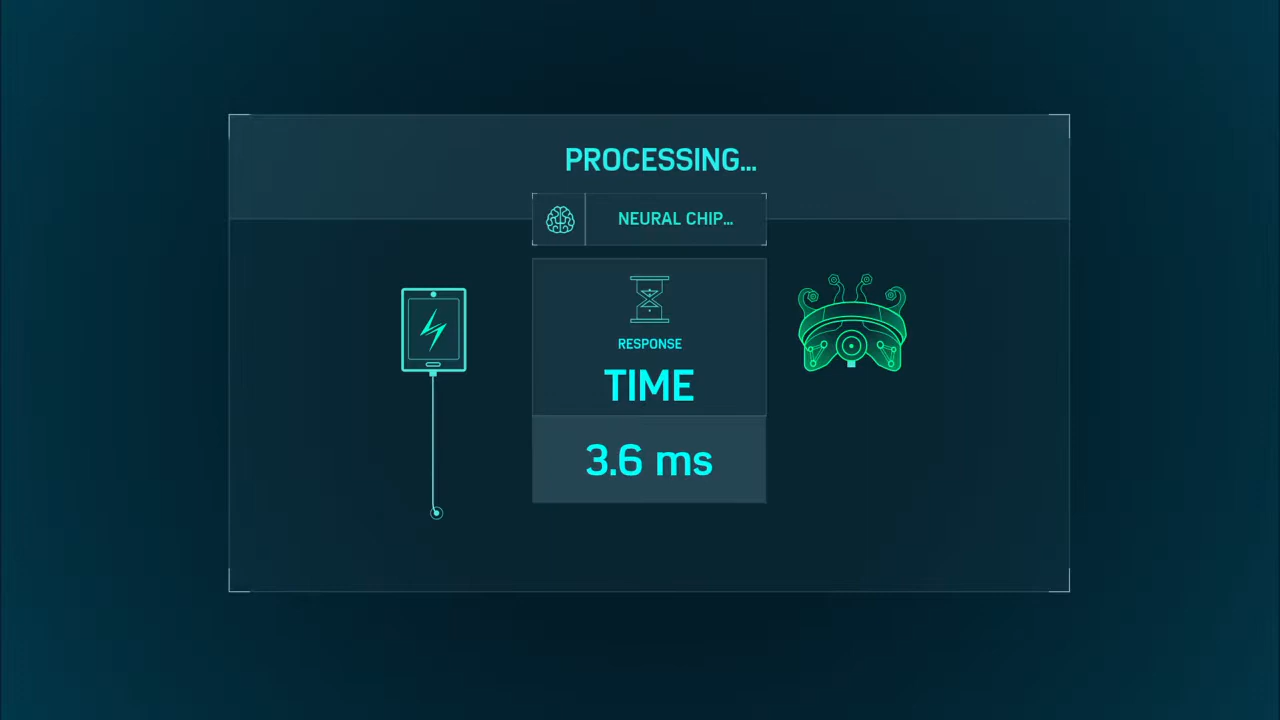 PROCESSING...
NEURAL CHIP...
RESPONSE
TIME
3.6 ms